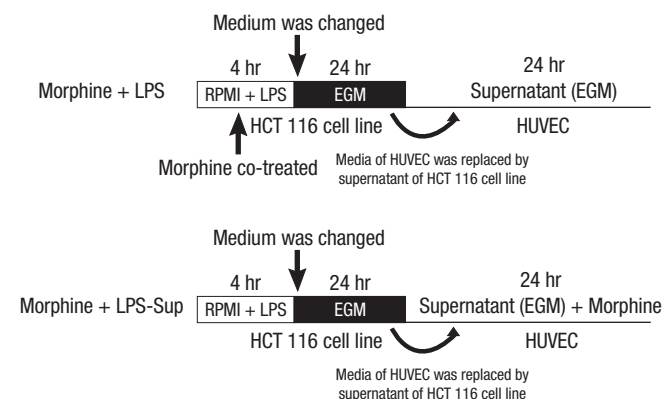 Medium was changed
4 hr 24 hr 24 hr
Morphine + LPS RPMI + LPS EGM Supernatant (EGM)
HCT 116 cell line HUVEC
Morphine co-treated
Media of HUVEC was replaced by
supernatant of HCT 116 cell line
Medium was changed
4 hr 24 hr 24 hr
Morphine + LPS-Sup RPMI + LPS EGM Supernatant (EGM) + Morphine
HCT 116 cell line HUVEC
Media of HUVEC was replaced by
supernatant of HCT 116 cell line